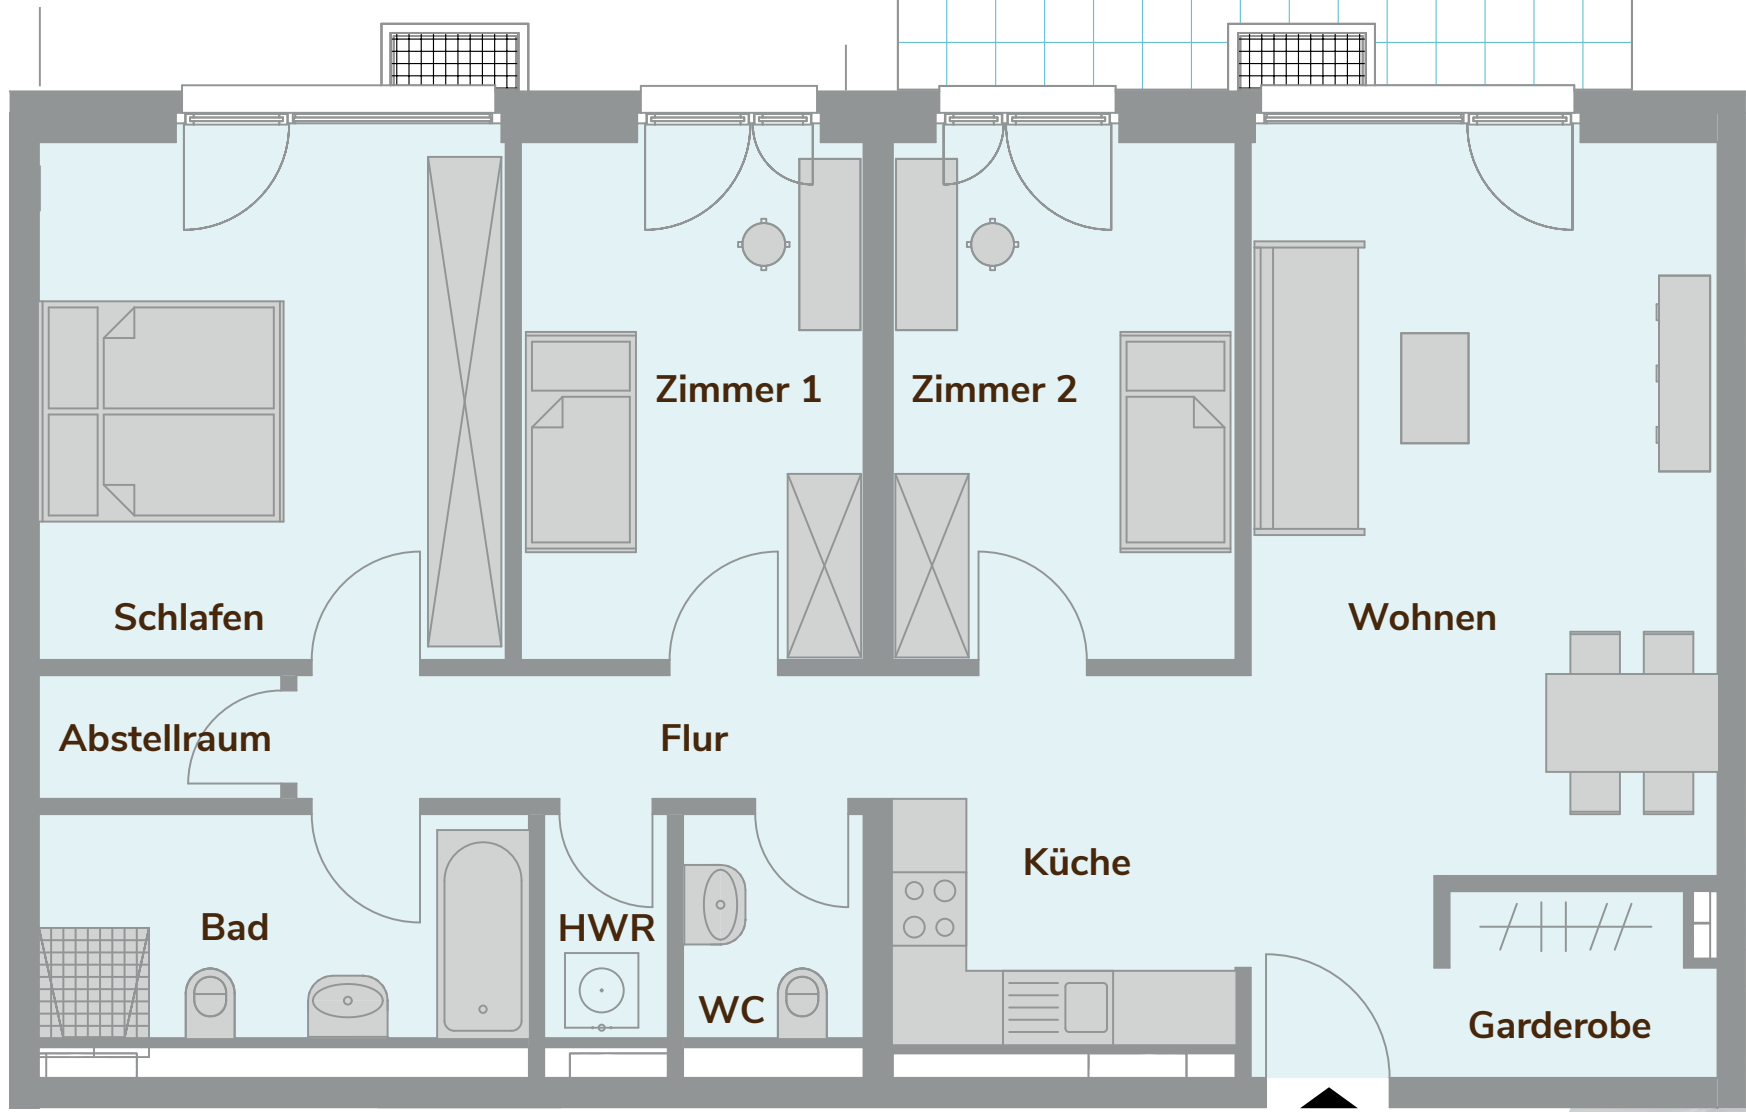 Zimmer 1
Zimmer 2
Schlafen
Wohnen
Abstellraum
Flur
Küche
Bad
HWR
WC
Garderobe